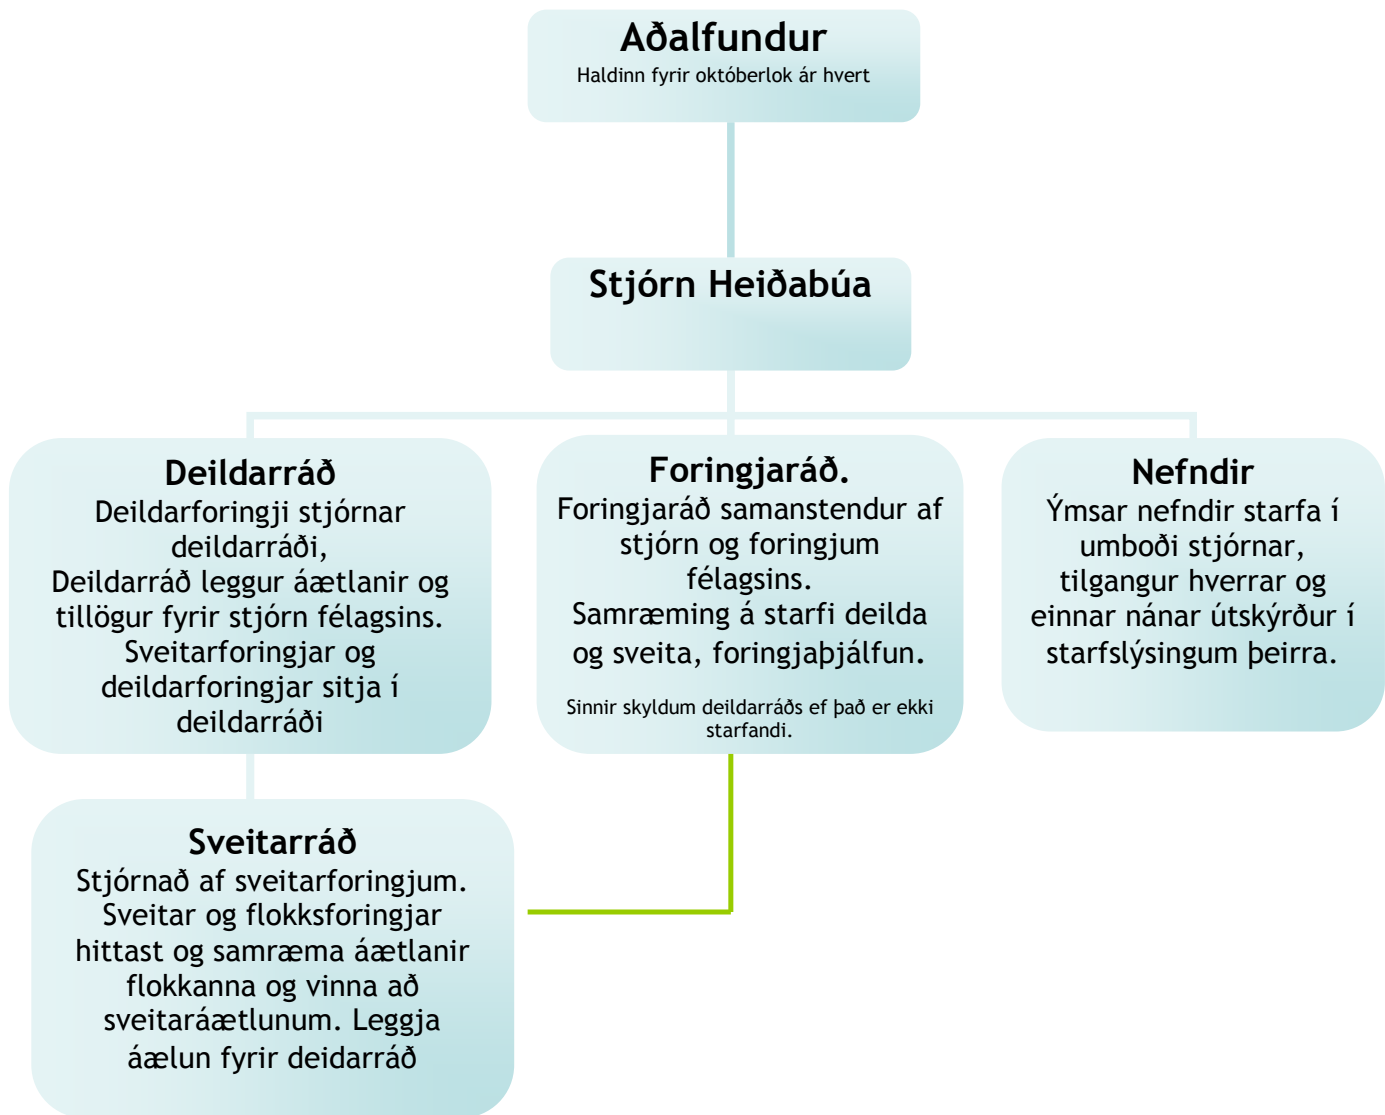 Aðalfundur
Haldinn fyrir októberlok ár hvert
Stjórn Heiðabúa
Deildarráð
Deildarforingji stjórnar
deildarráði,
Deildarráð leggur áætlanir og
tillögur fyrir stjórn félagsins.
Sveitarforingjar og
deildarforingjar sitja í
deildarráði
Foringjaráð.
Foringjaráð samanstendur af
stjórn og foringjum
félagsins.
Samræming á starfi deilda
og sveita, foringjaþjálfun.
Sinnir skyldum deildarráðs ef það er ekki
starfandi.
Nefndir
Ýmsar nefndir starfa í
umboði stjórnar,
tilgangur hverrar og
einnar nánar útskýrður í
starfslýsingum þeirra.
Sveitarráð
Stjórnað af sveitarforingjum.
Sveitar og flokksforingjar
hittast og samræma áætlanir
flokkanna og vinna að
sveitaráætlunum. Leggja
áælun fyrir deidarráð